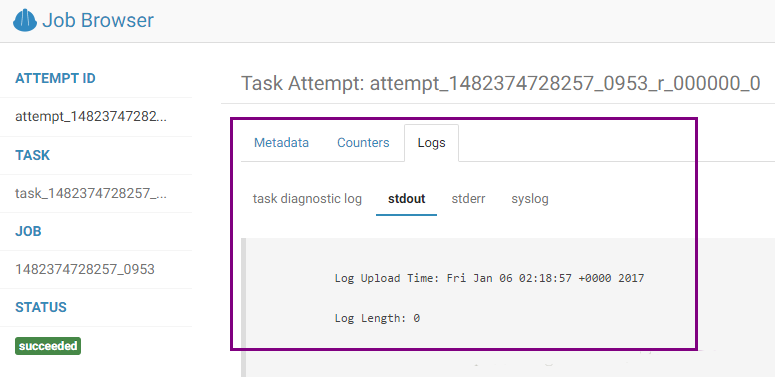 Job Browser
ATTEMPT ID
attempt_14823747282...
TASK
task_1482374728257_...
JOB
1482374728257_0953
STATUS
succeeded
Task Attempt: attempt_1482374728257_0953_r_000000_0
Metadata Counters Logs
task diagnostic log stdout stderr syslog
Log Upload Time: Fri Jan 06 02:18:57 +0000 2017
Log Length: 0